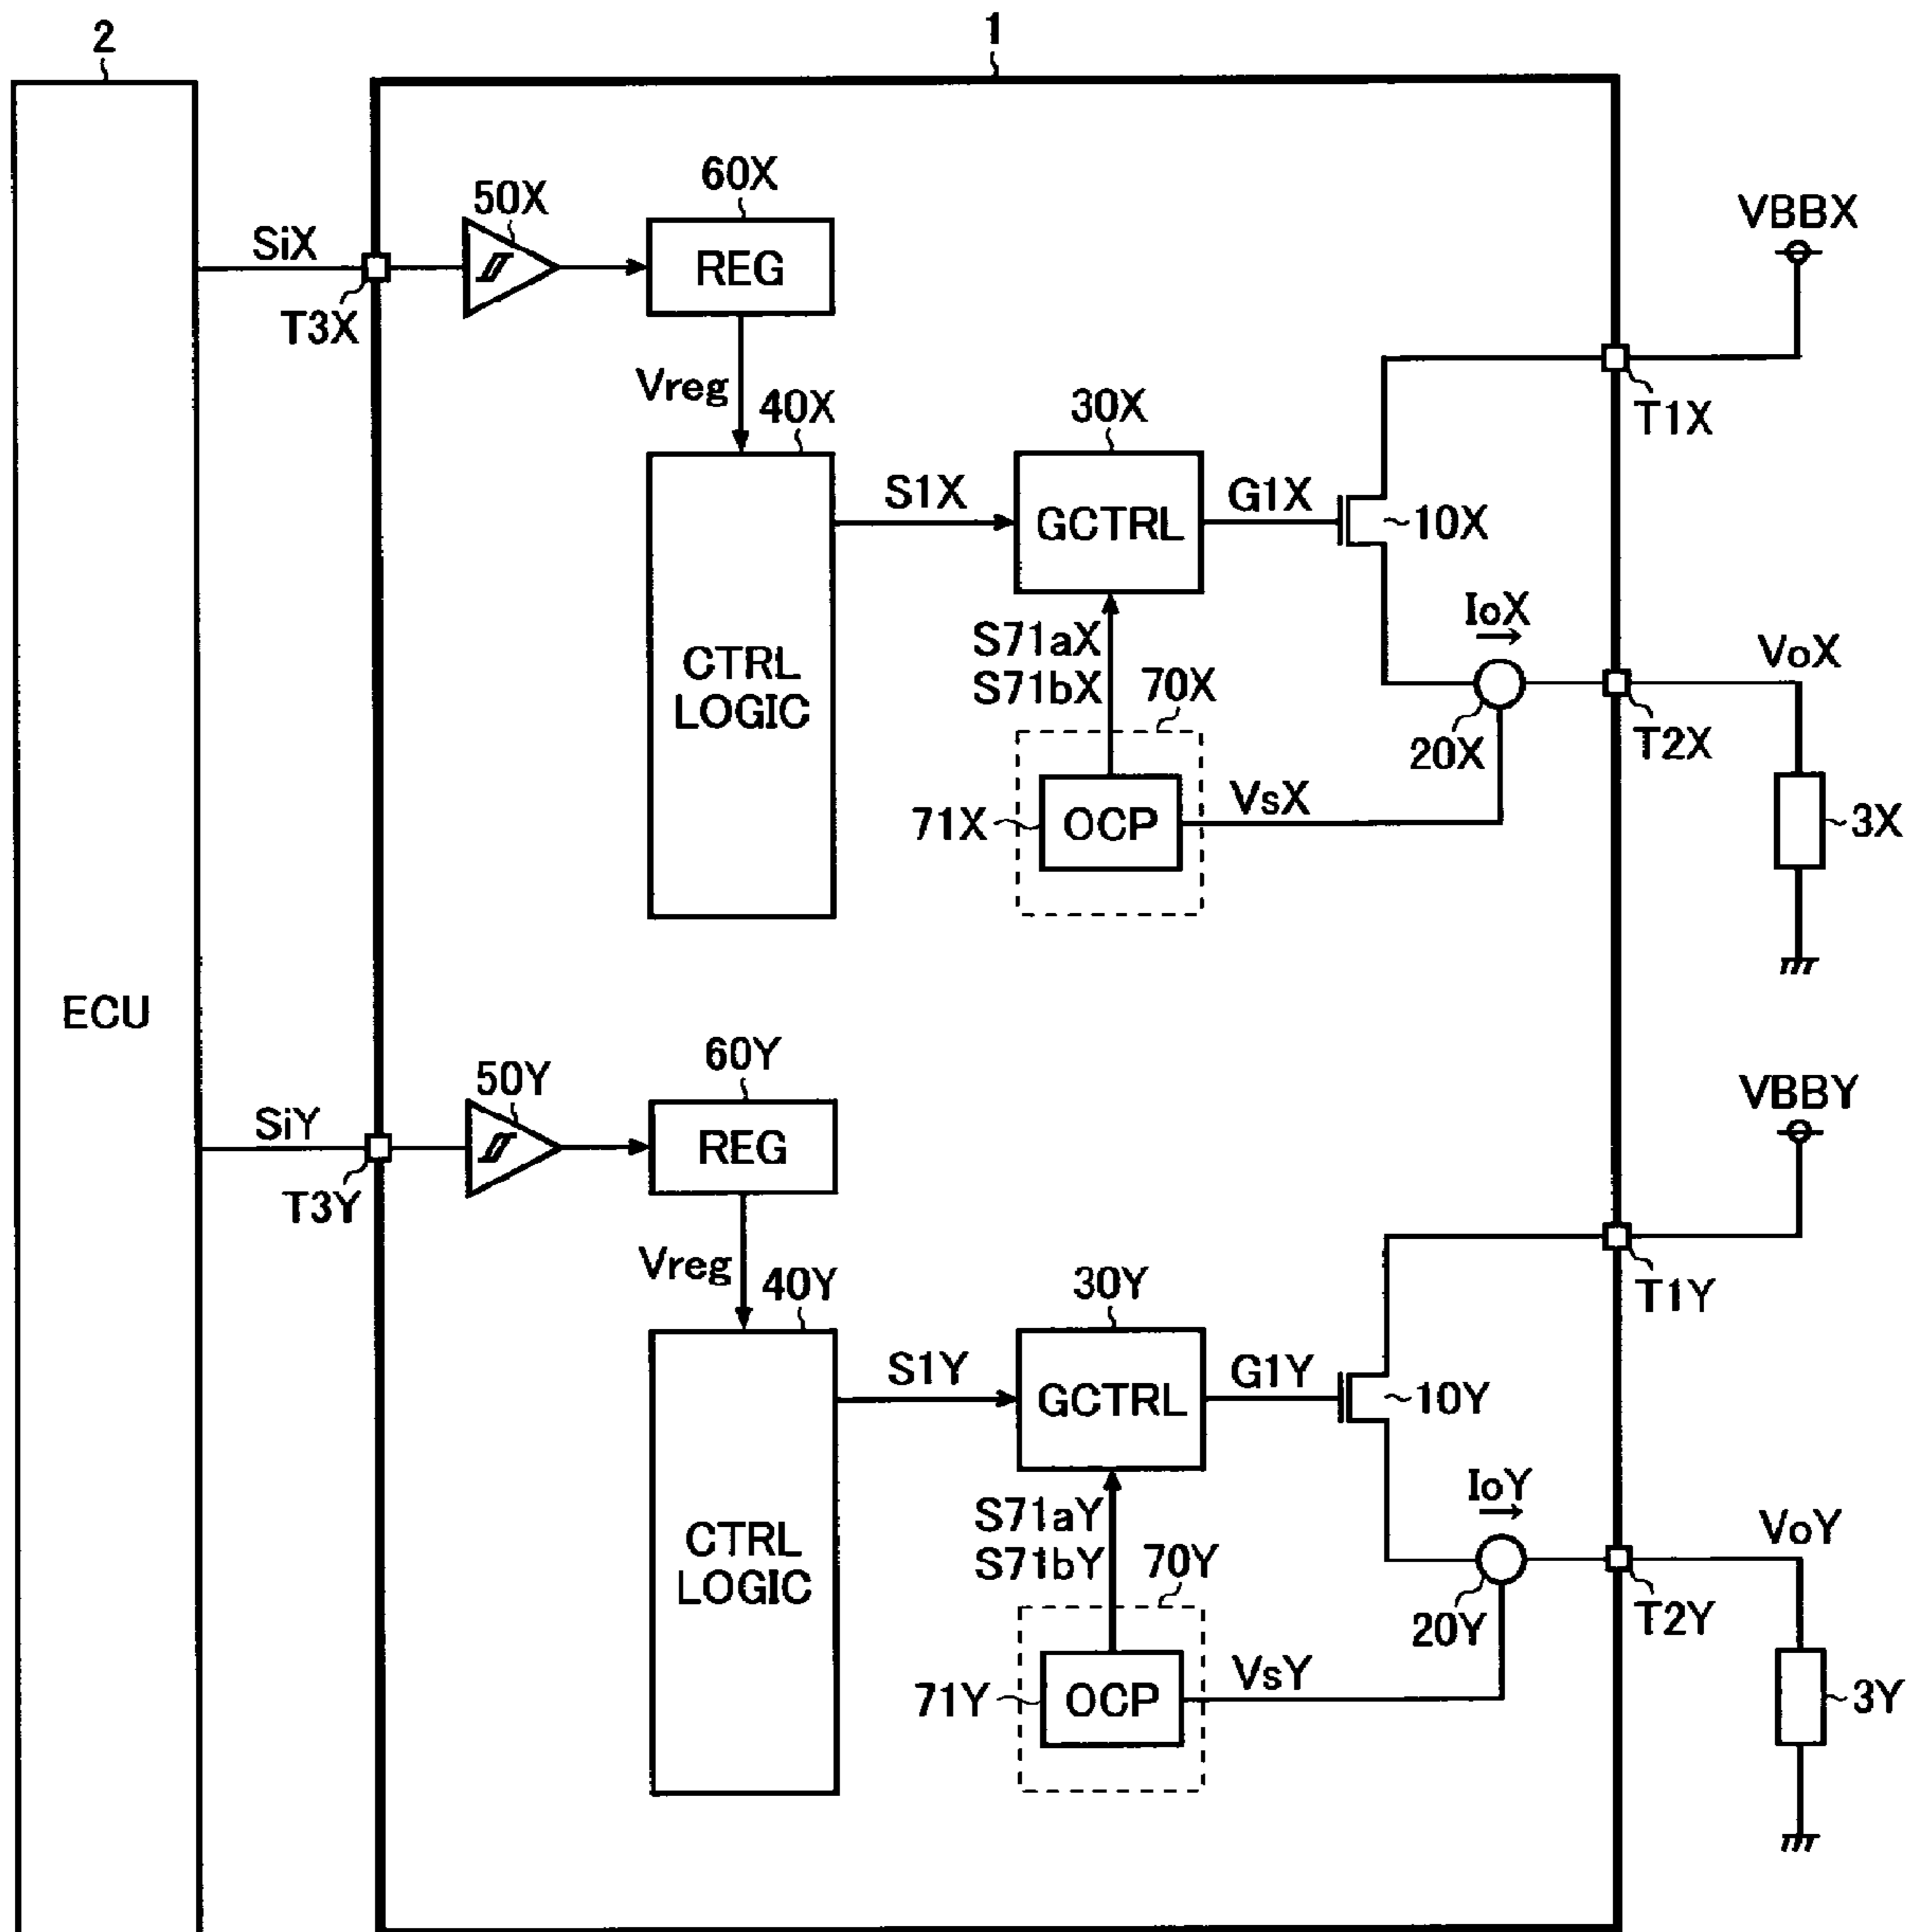 2
1
60X
50X
VBBX
SiX
REG
T3X
Vreg
40X
30X
T1X
S1X
G1X
GCTRL
10X
IoX
S71aX
VoX
CTRL
LOGIC
S71bX
70X
20X
T2X
VsX
71X
OCP
3X
ECU
60Y
50Y
VBBY
SiY
REG
T3Y
Vreg
40Y
30Y
T1Y
S1Y
G1Y
GCTRL
10Y
IoY
S71aY
VoY
CTRL
LOGIC
S71bY
70Y
20Y
T2Y
VsY
71Y
OCP
3Y